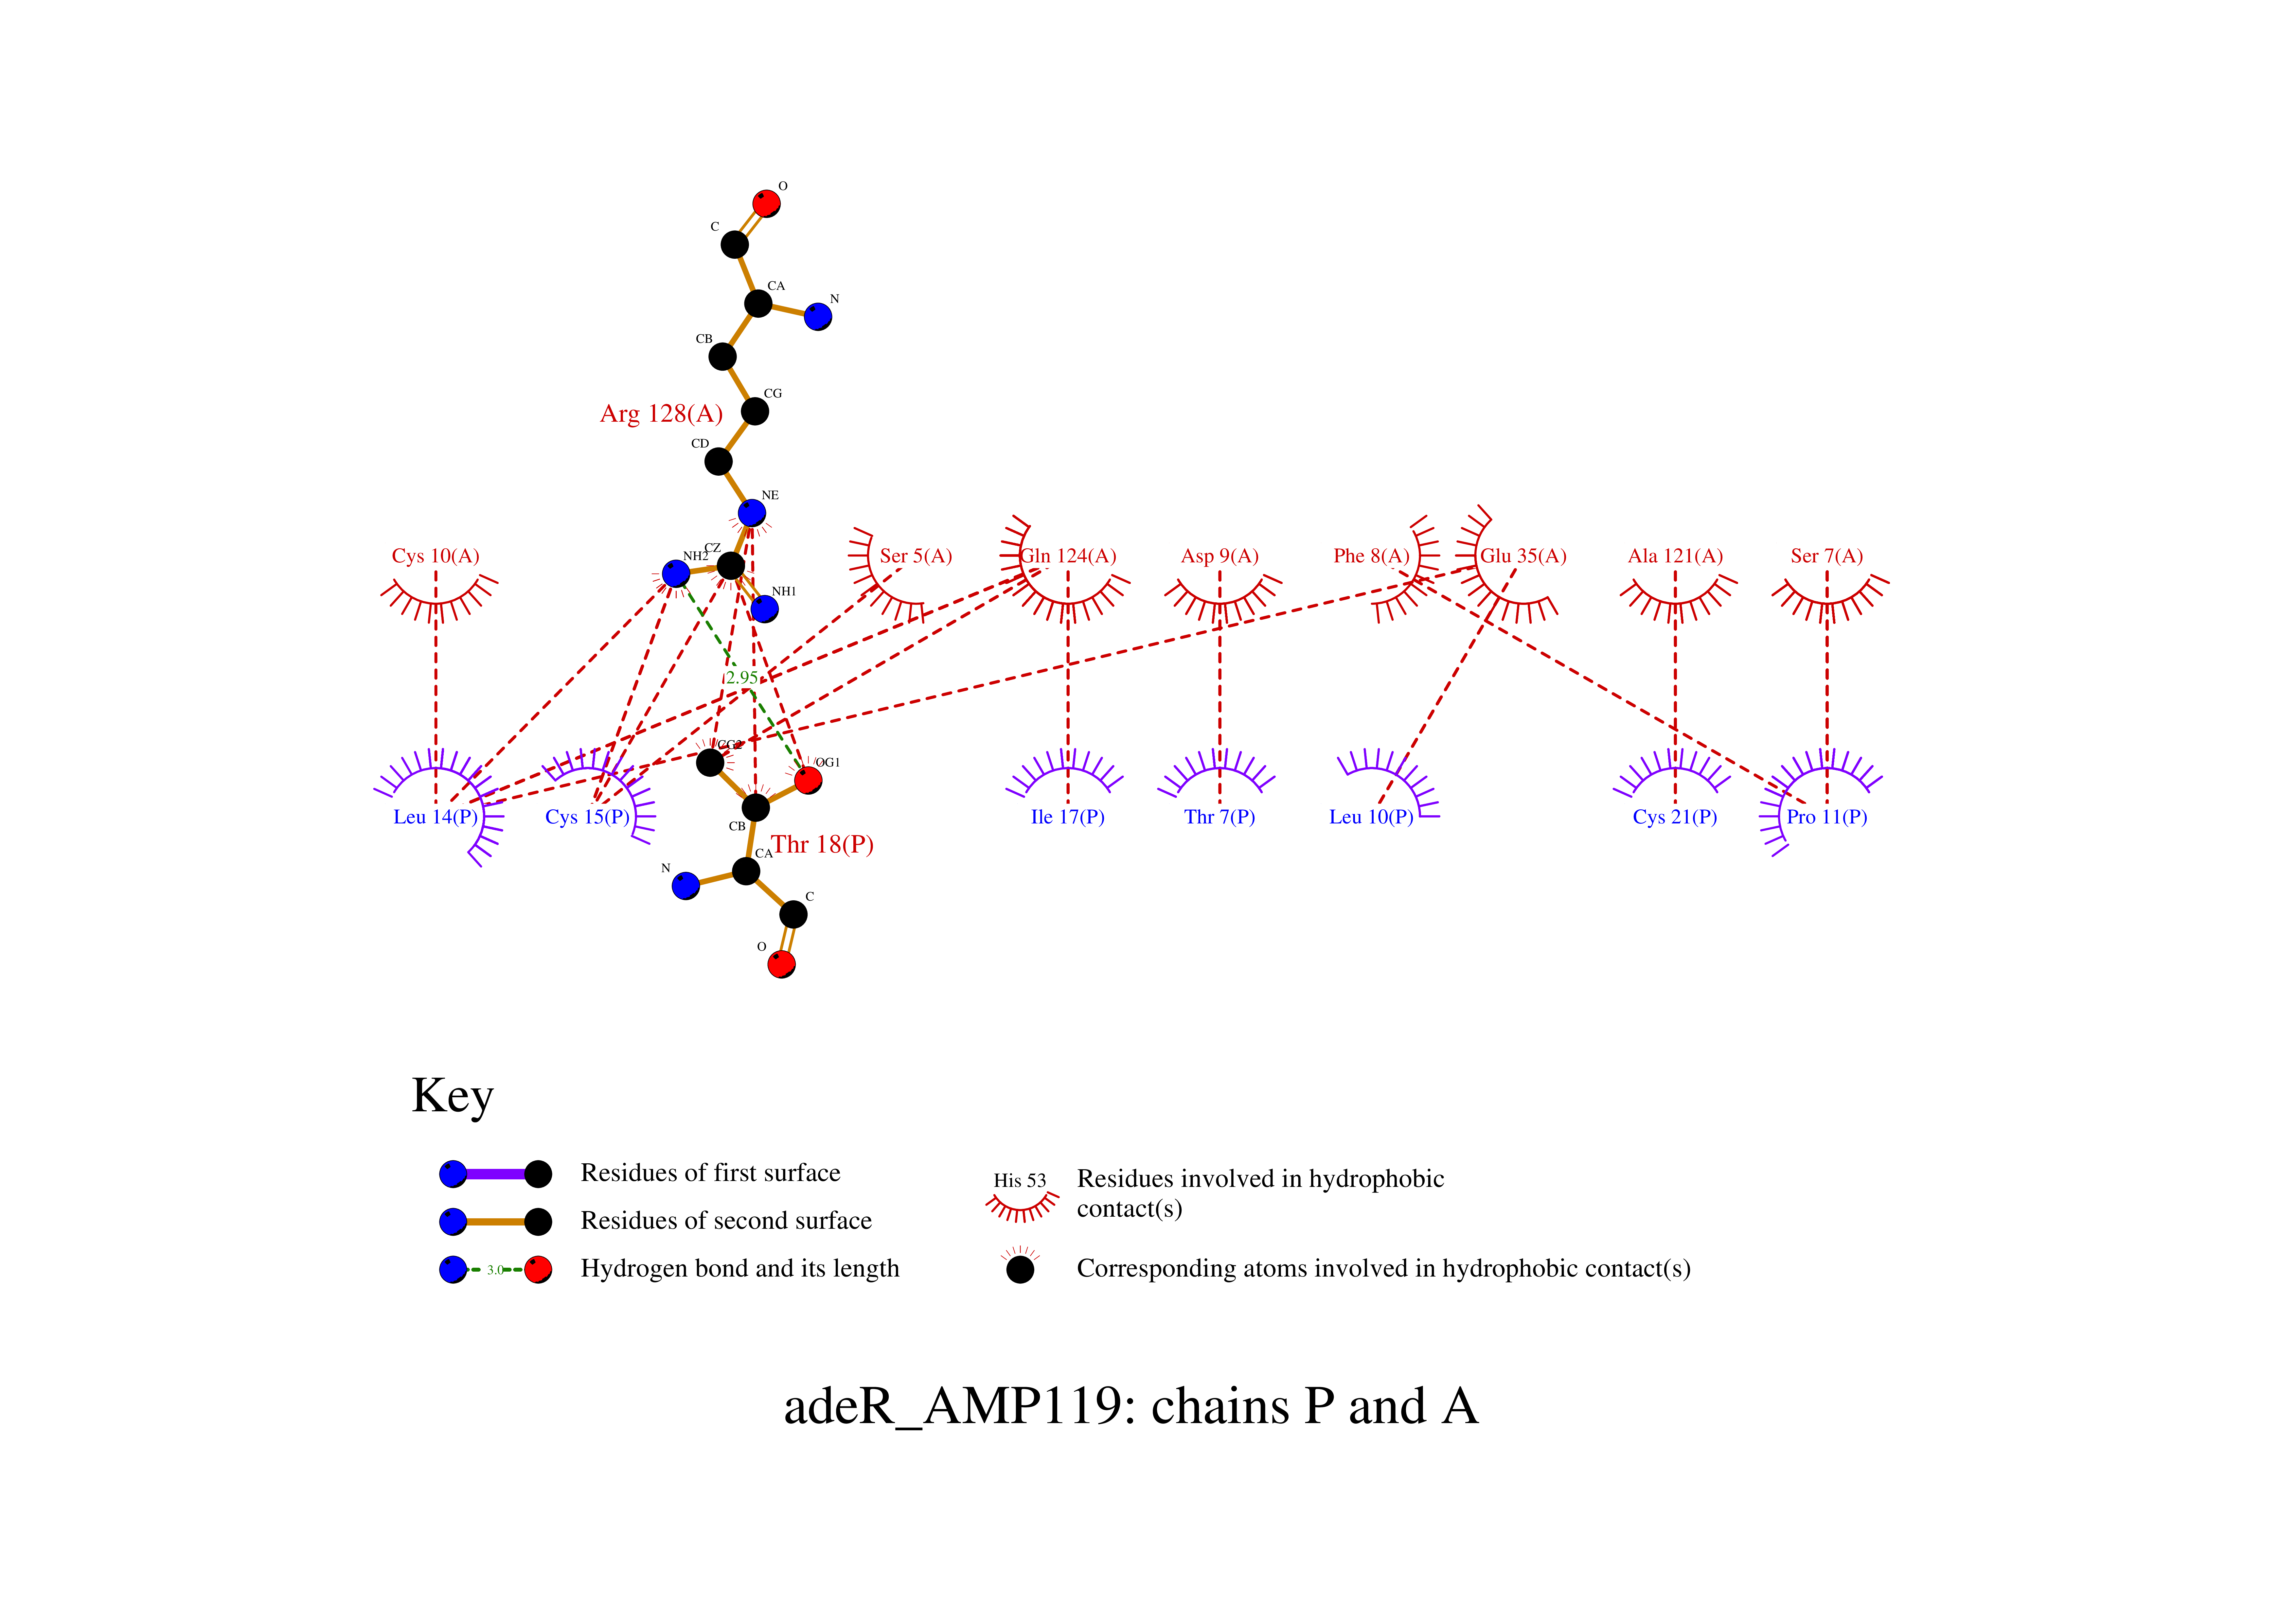 O
C
CA
N
CB
CG
Arg 128(A)
CD
NE
CZ
NH2
NH1
Cys 10(A)
Ser 5(A)
Gln 124(A)
Asp 9(A)
Phe 8(A)
Glu 35(A)
Ala 121(A)
Ser 7(A)
2.95
CG2
OG1
Leu 14(P)
Cys 15(P)
Ile 17(P)
Thr 7(P)
Leu 10(P)
Cys 21(P)
Pro 11(P)
CB
Thr 18(P)
CA
N
C
O
Key
Residues of first surface
Residues of second surface
3.0
Hydrogen bond and its length
His 53
Residues involved in hydrophobic
contact(s)
Corresponding atoms involved in hydrophobic contact(s)
adeR_AMP119: chains P and A